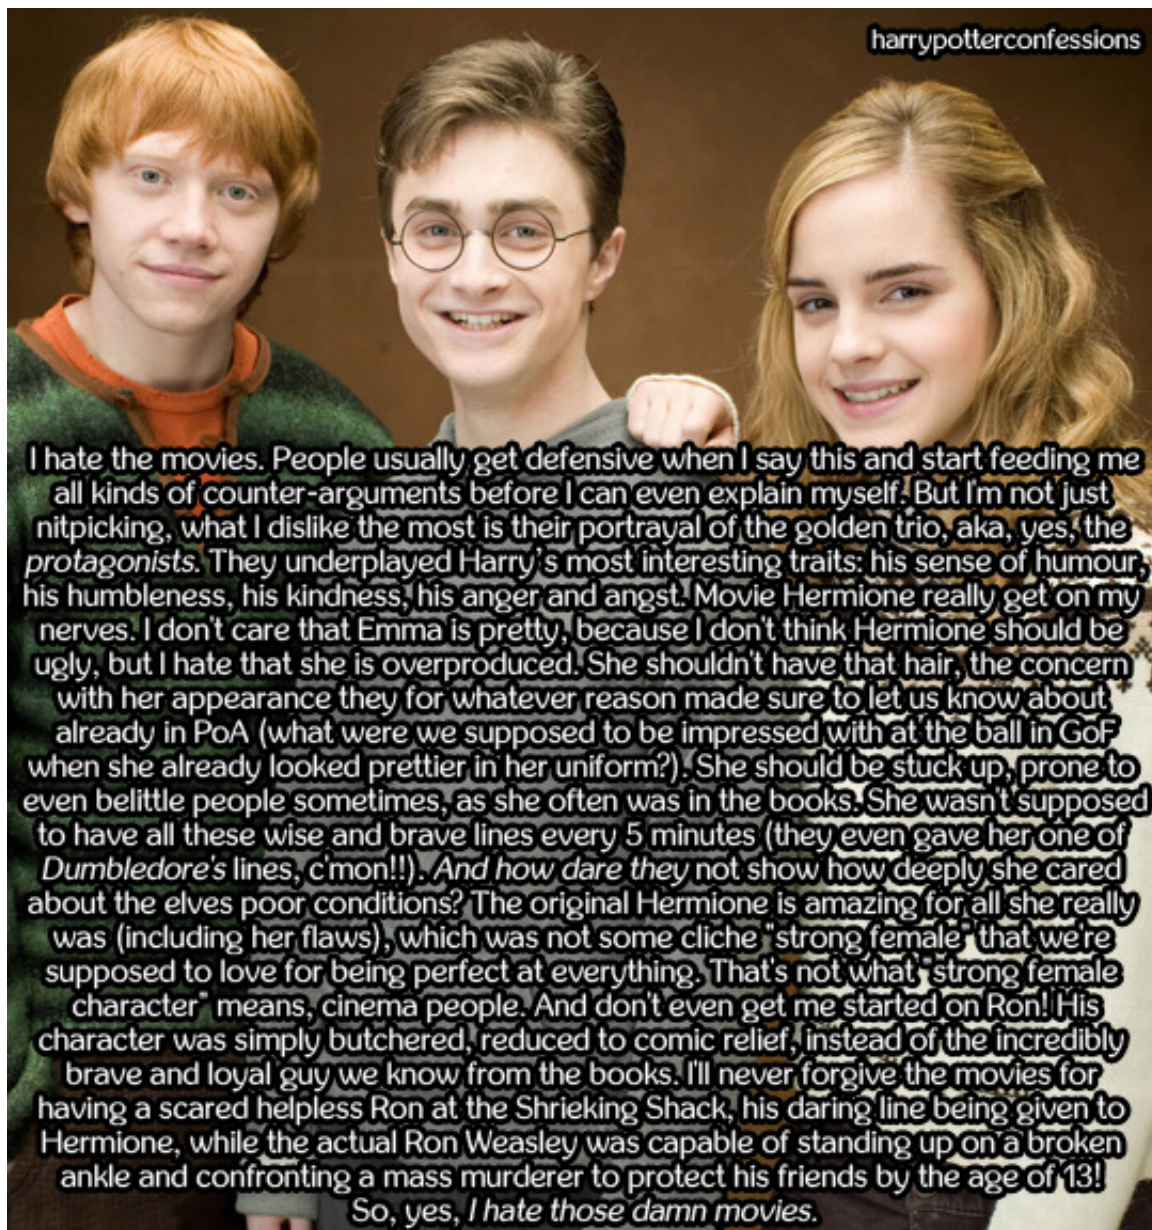 harrypotterconfessions
I hate the movies. People usually get defensive when I say this and start feeding me
all kinds of counter-arguments before I can even explain myself. But I'm not just
nitpicking, what I dislike the most is their portrayal of the golden trio, aka, yes, the
protagonists. They underplayed Harry's most interesting traits: his sense of humour,
his humbleness, his kindness, his anger and angst. Movie Hermione really get on my
nerves. I don't care that Emma is pretty, because I don't think Hermione should be
ugly, but I hate that she is overproduced. She shouldn't have that hair, the concern
with her appearance they for whatever reason made sure to let us know about
already in PoA (what were we supposed to be impressed with at the ball in GoF
when she already looked prettier in her uniform?). She should be stuck up, prone to
even belittle people sometimes, as she often was in the books. She wasn't supposed
to have all these wise and brave lines every 5 minutes (they even gave her one of
Dumbledore's lines, c'mon!!). And how dare they not show how deeply she cared
about the elves poor conditions? The original Hermione is amazing for all she really
was (including her flaws), which was not some cliche "strong female" that we're
supposed to love for being perfect at everything. That's not what "strong female
character" means, cinema people. And don't even get me started on Ron! His
character was simply butchered, reduced to comic relief, instead of the incredibly
brave and loyal guy we know from the books. I'll never forgive the movies for
having a scared helpless Ron at the Shrieking Shack, his daring line being given to
Hermione, while the actual Ron Weasley was capable of standing up on a broken
ankle and confronting a mass murderer to protect his friends by the age of 13!
So, yes, I hate those damn movies.